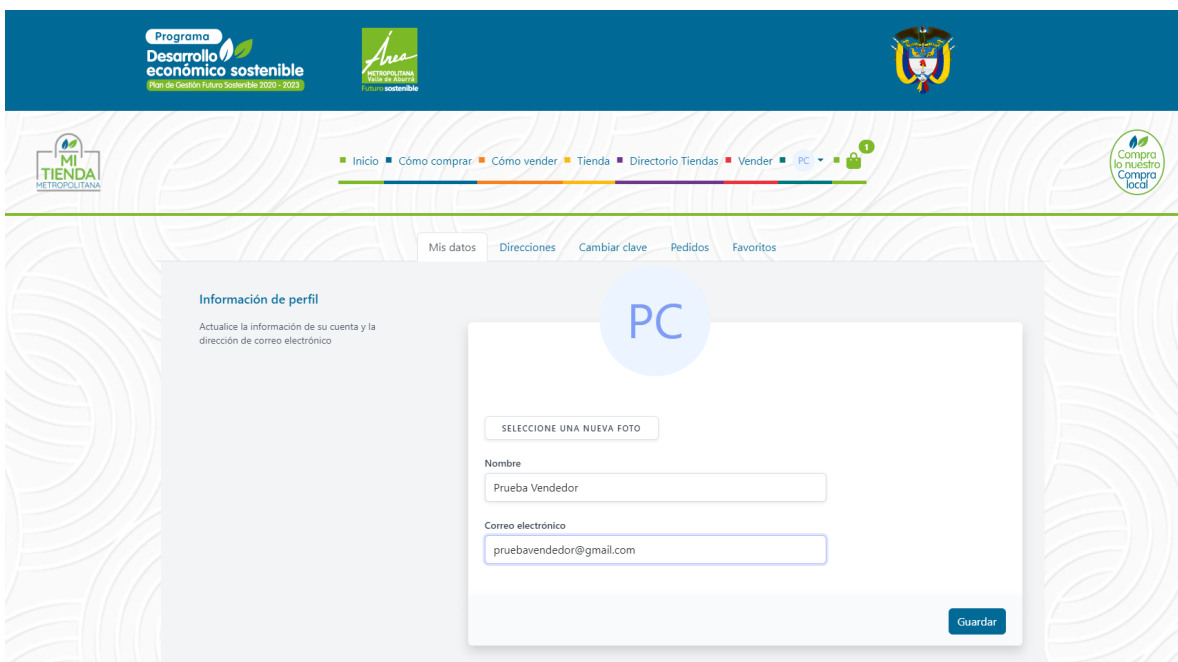 Programa
Desarrollo
económico sostenible
Plan de Gestión Futuro Sostenible 2020 - 2023
Área
METROPOLITANA
Valle de Aburrá
Futuro sostenible
MI
TIENDA
METROPOLITANA
Inicio Cómo comprar Cómo vender Tienda Directorio Tiendas Vender PC 1
Compra
lo nuestro
Compra
local
Mis datos Direcciones Cambiar clave Pedidos Favoritos
Información de perfil
Actualice la información de su cuenta y la
dirección de correo electrónico
PC
SELECCIONE UNA NUEVA FOTO
Nombre
Prueba Vendedor
Correo electrónico
pruebavendedor@gmail.com
Guardar